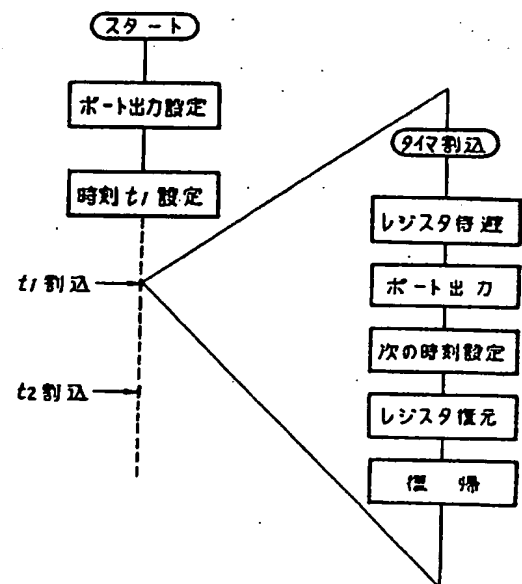 スタート
ポート出力設定
時刻t1設定
t1割込
t2割込
タイマ割込
レジスタ待避
ポート出力
次の時刻設定
レジスタ復元
復帰